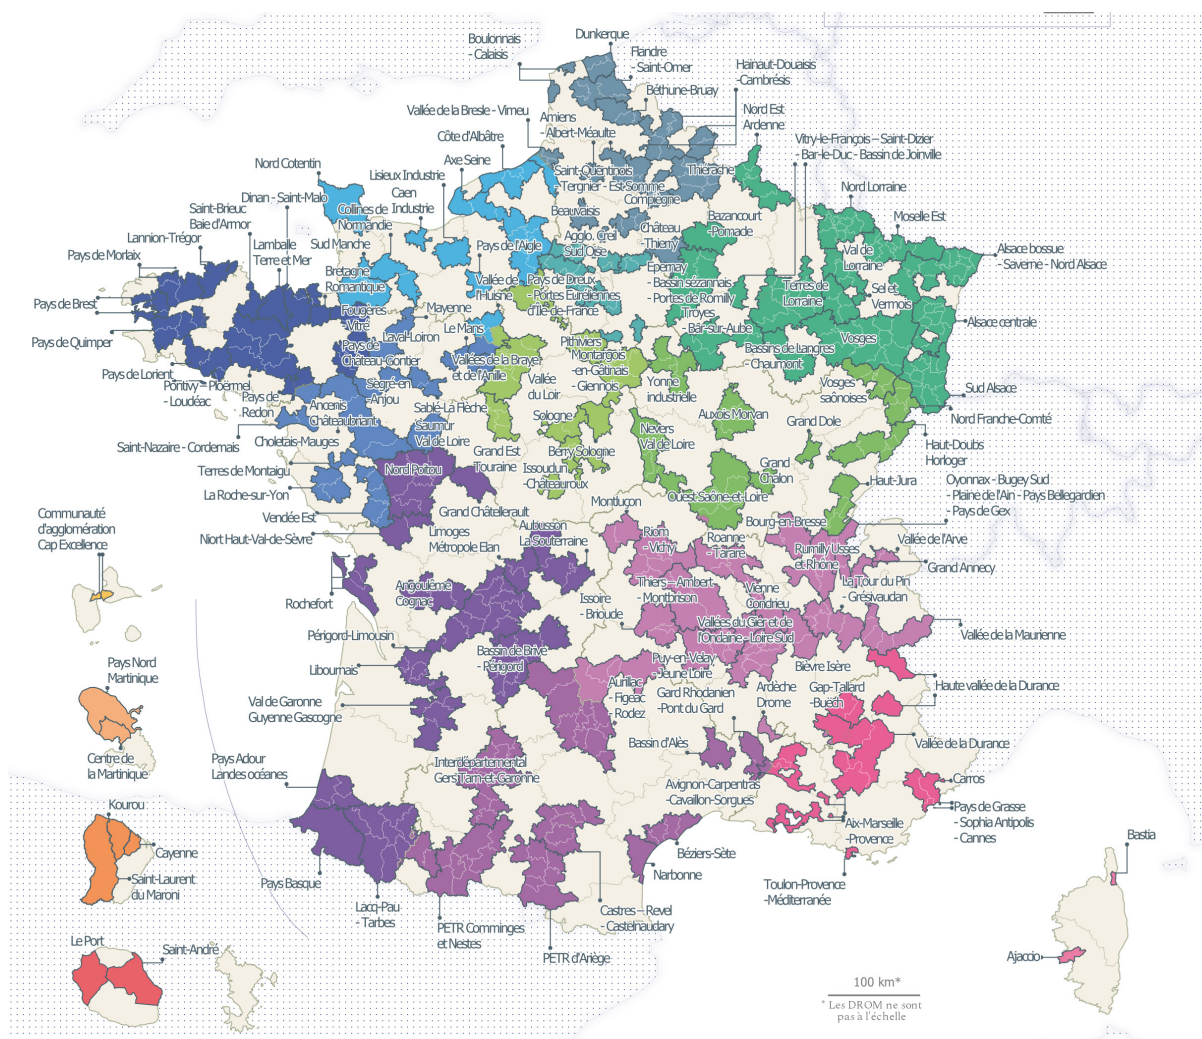 Dunkerque
Boulonnais
- Calaisis
Flandre
- Saint-Omer
Hainaut-Douaisis
-Cambrésis
Béthune-Bruay
Vallée de la Bresle - Vimeu
Amiens
- Albert-Méaulte
Nord Est
Ardenne
Côte d'Albâtre
Vitry-le-François – Saint-Dizier
- Bar-le-Duc - Bassin de Joinville
Axe Seine
Nord Cotentin
Lisieux Industrie
Saint-Quentinois
- Tergnier - Est-Somme
Thiérache
Caen
Industrie
Dinan - Saint-Malo
Compiègne
Nord Lorraine
Saint-Brieuc
Baie d'Armor
Collines de
Normandie
Beauvaisis
Bazancourt
-Pomade
Moselle Est
Lannion-Trégor
Lamballe
Terre et Mer
Sud Manche
Pays de l'Aigle
Agglo. Creil
Sud Oise
Château
-Thierry
Val de
Lorraine
Alsace bossue
- Saverne - Nord Alsace
Pays de Morlaix
Bretagne
Romantique
Vallée de
l'Huisne
Pays de Dreux
- Portes Euréliennes
d'Île-de-France
Epernay
- Bassin sézannais
- Portes de Romilly
Terres de
Lorraine
Sel et
Vermois
Pays de Brest
Fougères
-Vitré
Mayenne
Troyes
- Bar-sur-Aube
Alsace centrale
Pays de Quimper
Laval-Loiron
Le Mans
Pithiviers
Vosges
Pays de
Château-Gontier
Vallées de la Braye
et de l'Anille
Montargois
-en-Gâtinais
- Giennois
Bassins de Langres
- Chaumont
Pays de Lorient
Pontivy – Ploërmel
- Loudéac
Segré-en
-Anjou
Vallée
du Loir
Yonne
industrielle
Vosges
saônoises
Sud Alsace
Pays de
Redon
Ancenis
Châteaubriant
Sablé-La Flèche
Sologne
Auxois Morvan
Grand Dole
Nord Franche-Comté
Saint-Nazaire - Cordemais
Choletais-Mauges
Saumur
Val de Loire
Nevers
Val de Loire
Haut-Doubs
Horloger
Terres de Montaigu
Nord Poitou
Grand Est
Touraine
Berry Sologne
Issoudun
-Châteauroux
Grand
Chalon
Haut-Jura
La Roche-sur-Yon
Ouest Saône-et-Loire
Oyonnax - Bugey Sud
- Plaine de l'Ain - Pays Bellegardien
- Pays de Gex
Vendée Est
Grand Châtellerault
Montluçon
Communauté
d'agglomération
Cap Excellence
Niort Haut-Val-de-Sèvre
Limoges
Métropole Elan
Aubusson
La Souterraine
Riom
- Vichy
Roanne
- Tarare
Bourg-en-Bresse
Rumilly Usses
et Rhône
Vallée de l'Arve
Grand Annecy
Rochefort
Angoulême
Cognac
Issoire
- Brioude
Thiers – Ambert
- Montbrison
Vienne
Condrieu
La Tour du Pin
- Grésivaudan
Périgord-Limousin
Vallées du Gier et de
l'Ondaine - Loire Sud
Vallée de la Maurienne
Pays Nord
Martinique
Libournais
Bassin de Brive
- Périgord
Puy-en-Velay
-Jeune Loire
Bièvre Isère
Aurillac
- Figeac
- Rodez
Gard Rhodanien
-Pont du Gard
Ardèche
Drome
Gap-Tallard
-Buëch
Haute vallée de la Durance
Val de Garonne
Guyenne Gascogne
Bassin d'Alès
Vallée de la Durance
Centre de
la Martinique
Pays Adour
Landes océanes
Interdépartemental
Gers|Tarn-et-Garonne
Avignon-Carpentras
-Cavaillon-Sorgues
Carros
Kourou
Aix-Marseille
-Provence
Pays de Grasse
- Sophia Antipolis
- Cannes
Cayenne
Béziers-Sète
Bastia
Saint-Laurent
du Maroni
Pays Basque
Narbonne
Toulon-Provence
-Méditerranée
Lacq-Pau
- Tarbes
PETR Comminges
et Nestes
Castres – Revel
- Castelnaudary
PETR d'Ariège
Le Port
Saint-André
Ajaccio
100 km*
* Les DROM ne sont
pas à l'échelle